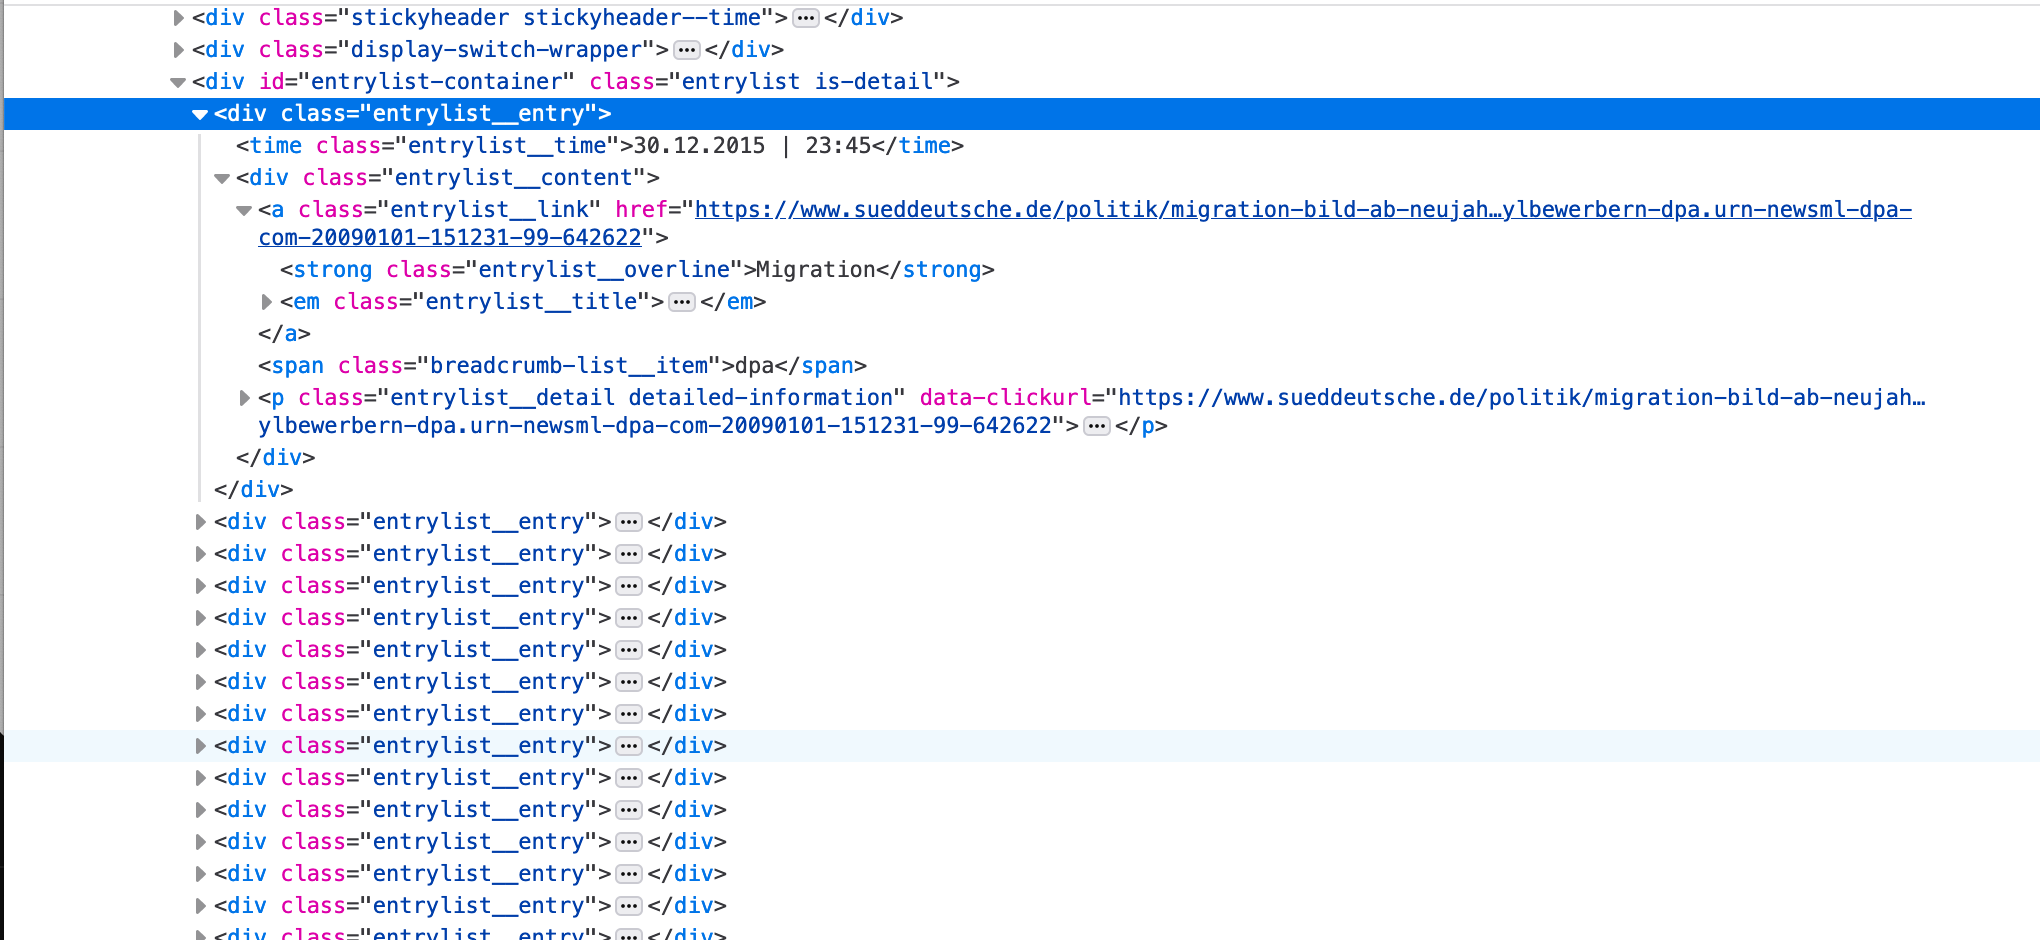 <div class="stickyheader stickyheader--time">…</div>
<div class="display-switch-wrapper">…</div>
<div id="entrylist-container" class="entrylist is-detail">
<div class="entrylist__entry">
<time class="entrylist__time">30.12.2015 | 23:45</time>
<div class="entrylist__content">
<a class="entrylist__link" href="https://www.sueddeutsche.de/politik/migration-bild-ab-neujah…ylbewerbern-dpa.urn-newsml-dpa-
com-20090101-151231-99-642622">
<strong class="entrylist__overline">Migration</strong>
<em class="entrylist__title">…</em>
</a>
<span class="breadcrumb-list__item">dpa</span>
<p class="entrylist__detail detailed-information" data-clickurl="https://www.sueddeutsche.de/politik/migration-bild-ab-neujah…
ylbewerbern-dpa.urn-newsml-dpa-com-20090101-151231-99-642622">…</p>
</div>
</div>
<div class="entrylist__entry">…</div>
<div class="entrylist__entry">…</div>
<div class="entrylist__entry">…</div>
<div class="entrylist__entry">…</div>
<div class="entrylist__entry">…</div>
<div class="entrylist__entry">…</div>
<div class="entrylist__entry">…</div>
<div class="entrylist__entry">…</div>
<div class="entrylist__entry">…</div>
<div class="entrylist__entry">…</div>
<div class="entrylist__entry">…</div>
<div class="entrylist__entry">…</div>
<div class="entrylist__entry">…</div>
<div class="entrylist__entry">…</div>